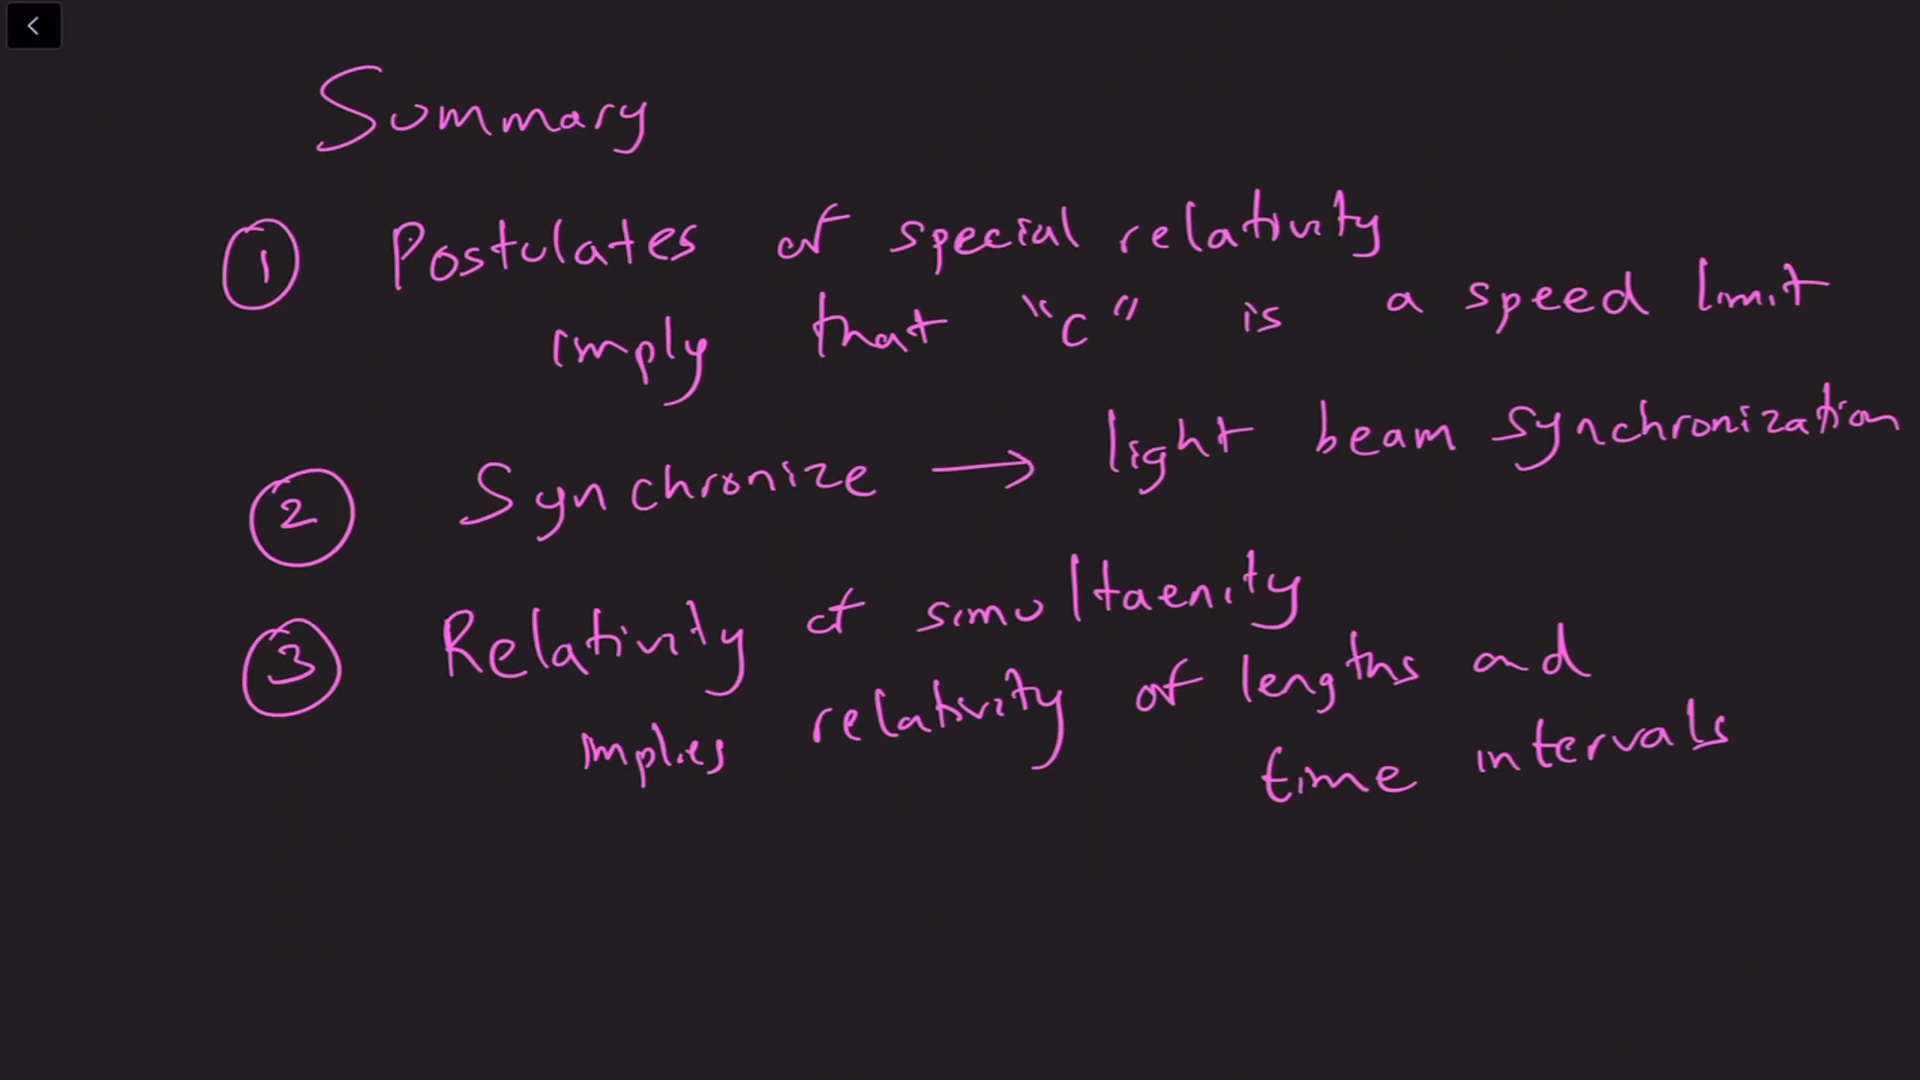 Summary
① Postulates of special relativity
imply that "c" is a speed limit
② Synchronize → light beam synchronization
③ Relativity of simultaenity
implies relativity of lengths and
time intervals